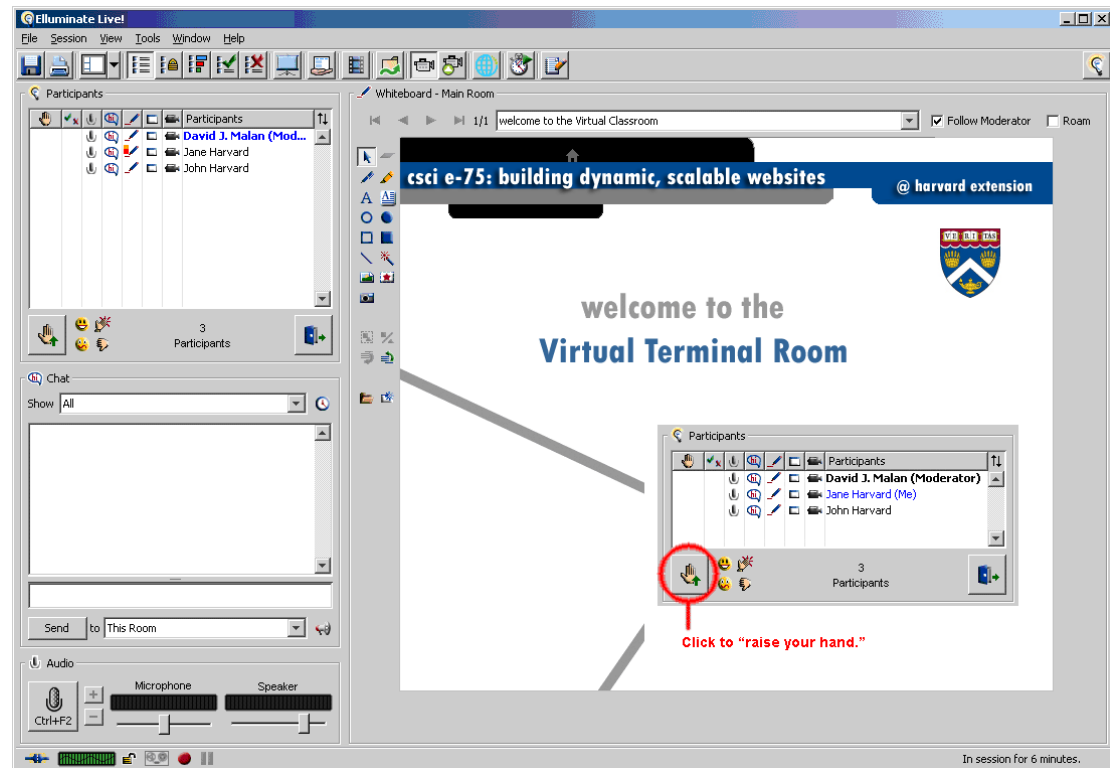 Elluminate Live!
File Session View Tools Window Help
Participants
Participants
David J. Malan (Mod...
Jane Harvard
John Harvard
3
Participants
Chat
Show All
Send to This Room
Audio
Microphone Speaker
Ctrl+F2
Whiteboard - Main Room
1/1 welcome to the Virtual Classroom Follow Moderator Roam
csci e-75: building dynamic, scalable websites
@ harvard extension
VE RI TAS
welcome to the
Virtual Terminal Room
Participants
Participants
David J. Malan (Moderator)
Jane Harvard (Me)
John Harvard
3
Participants
Click to “raise your hand.”
In session for 6 minutes.